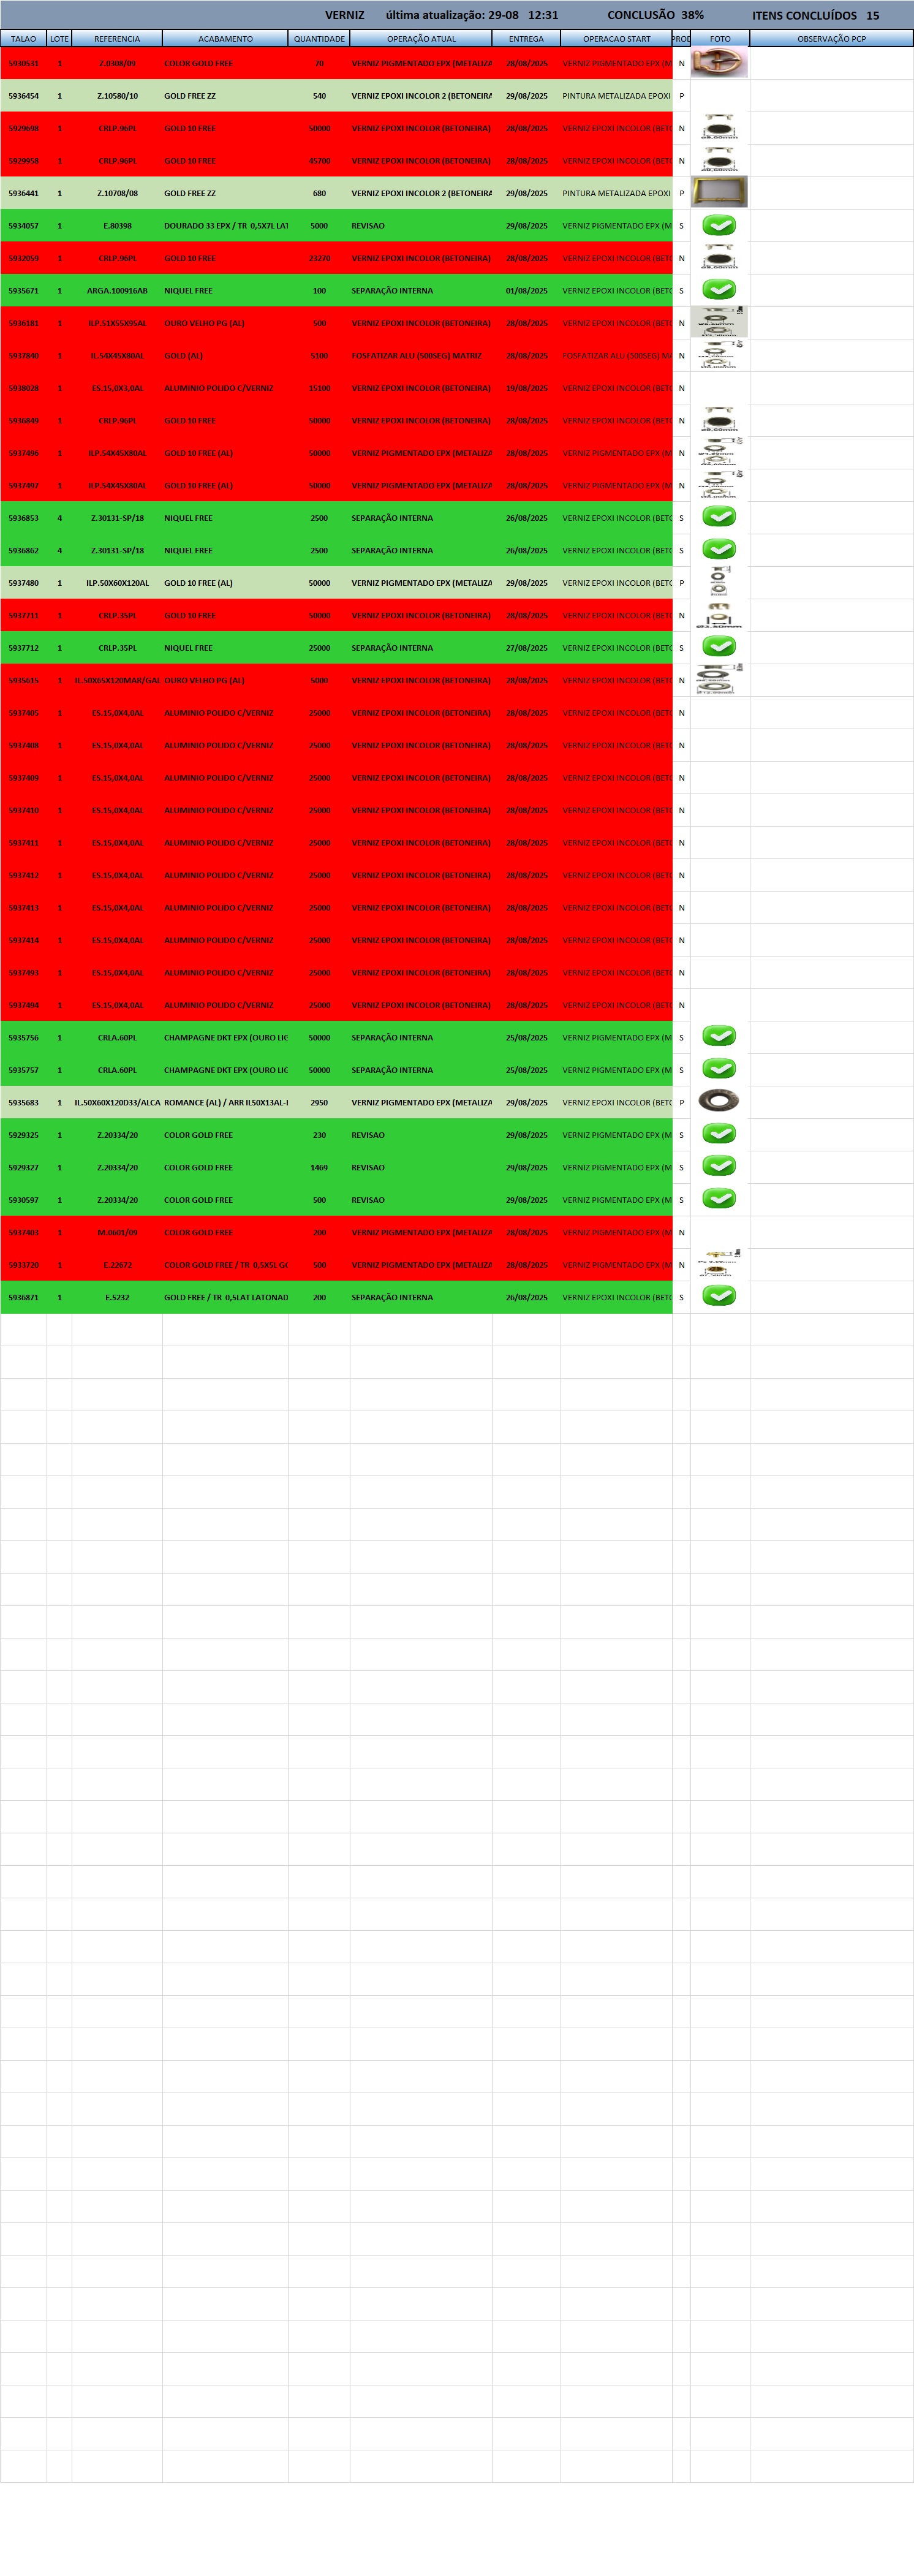 VERNIZ última atualização: 29-08 12:31 CONCLUSÃO 38% ITENS CONCLUÍDOS 15
TALAO LOTE REFERENCIA ACABAMENTO QUANTIDADE OPERAÇÃO ATUAL ENTREGA OPERACAO START PROD FOTO OBSERVAÇÃO PCP
5930531 1 Z.0308/09 COLOR GOLD FREE 70 VERNIZ PIGMENTADO EPX (METALIZA 28/08/2025 VERNIZ PIGMENTADO EPX (M N
5936454 1 Z.10580/10 GOLD FREE ZZ 540 VERNIZ EPOXI INCOLOR 2 (BETONEIRA 29/08/2025 PINTURA METALIZADA EPOXI P
5929698 1 CRLP.96PL GOLD 10 FREE 50000 VERNIZ EPOXI INCOLOR (BETONEIRA) 28/08/2025 VERNIZ EPOXI INCOLOR (BETO N
5929958 1 CRLP.96PL GOLD 10 FREE 45700 VERNIZ EPOXI INCOLOR (BETONEIRA) 28/08/2025 VERNIZ EPOXI INCOLOR (BETO N
5936441 1 Z.10708/08 GOLD FREE ZZ 680 VERNIZ EPOXI INCOLOR 2 (BETONEIRA 29/08/2025 PINTURA METALIZADA EPOXI P
5934057 1 E.80398 DOURADO 33 EPX / TR 0,5X7L LAT 5000 REVISAO 29/08/2025 VERNIZ PIGMENTADO EPX (M S
5932059 1 CRLP.96PL GOLD 10 FREE 23270 VERNIZ EPOXI INCOLOR (BETONEIRA) 28/08/2025 VERNIZ EPOXI INCOLOR (BETO N
5935671 1 ARGA.100916AB NIQUEL FREE 100 SEPARAÇÃO INTERNA 01/08/2025 VERNIZ EPOXI INCOLOR (BETO S
5936181 1 ILP.51X55X95AL OURO VELHO PG (AL) 500 VERNIZ EPOXI INCOLOR (BETONEIRA) 28/08/2025 VERNIZ EPOXI INCOLOR (BETO N
5937840 1 IL.54X45X80AL GOLD (AL) 5100 FOSFATIZAR ALU (500SEG) MATRIZ 28/08/2025 FOSFATIZAR ALU (500SEG) MA N
5938028 1 ES.15,0X3,0AL ALUMINIO POLIDO C/VERNIZ 15100 VERNIZ EPOXI INCOLOR (BETONEIRA) 19/08/2025 VERNIZ EPOXI INCOLOR (BETO N
5936849 1 CRLP.96PL GOLD 10 FREE 50000 VERNIZ EPOXI INCOLOR (BETONEIRA) 28/08/2025 VERNIZ EPOXI INCOLOR (BETO N
5937496 1 ILP.54X45X80AL GOLD 10 FREE (AL) 50000 VERNIZ PIGMENTADO EPX (METALIZA 28/08/2025 VERNIZ PIGMENTADO EPX (M N
5937497 1 ILP.54X45X80AL GOLD 10 FREE (AL) 50000 VERNIZ PIGMENTADO EPX (METALIZA 28/08/2025 VERNIZ PIGMENTADO EPX (M N
5936853 4 Z.30131-SP/18 NIQUEL FREE 2500 SEPARAÇÃO INTERNA 26/08/2025 VERNIZ EPOXI INCOLOR (BETO S
5936862 4 Z.30131-SP/18 NIQUEL FREE 2500 SEPARAÇÃO INTERNA 26/08/2025 VERNIZ EPOXI INCOLOR (BETO S
5937480 1 ILP.50X60X120AL GOLD 10 FREE (AL) 50000 VERNIZ PIGMENTADO EPX (METALIZA 29/08/2025 VERNIZ EPOXI INCOLOR (BETO P
5937711 1 CRLP.35PL GOLD 10 FREE 50000 VERNIZ EPOXI INCOLOR (BETONEIRA) 28/08/2025 VERNIZ EPOXI INCOLOR (BETO N
5937712 1 CRLP.35PL NIQUEL FREE 25000 SEPARAÇÃO INTERNA 27/08/2025 VERNIZ EPOXI INCOLOR (BETO S
5935615 1 IL.50X65X120MAR/GAL OURO VELHO PG (AL) 5000 VERNIZ EPOXI INCOLOR (BETONEIRA) 28/08/2025 VERNIZ EPOXI INCOLOR (BETO N
5937405 1 ES.15,0X4,0AL ALUMINIO POLIDO C/VERNIZ 25000 VERNIZ EPOXI INCOLOR (BETONEIRA) 28/08/2025 VERNIZ EPOXI INCOLOR (BETO N
5937408 1 ES.15,0X4,0AL ALUMINIO POLIDO C/VERNIZ 25000 VERNIZ EPOXI INCOLOR (BETONEIRA) 28/08/2025 VERNIZ EPOXI INCOLOR (BETO N
5937409 1 ES.15,0X4,0AL ALUMINIO POLIDO C/VERNIZ 25000 VERNIZ EPOXI INCOLOR (BETONEIRA) 28/08/2025 VERNIZ EPOXI INCOLOR (BETO N
5937410 1 ES.15,0X4,0AL ALUMINIO POLIDO C/VERNIZ 25000 VERNIZ EPOXI INCOLOR (BETONEIRA) 28/08/2025 VERNIZ EPOXI INCOLOR (BETO N
5937411 1 ES.15,0X4,0AL ALUMINIO POLIDO C/VERNIZ 25000 VERNIZ EPOXI INCOLOR (BETONEIRA) 28/08/2025 VERNIZ EPOXI INCOLOR (BETO N
5937412 1 ES.15,0X4,0AL ALUMINIO POLIDO C/VERNIZ 25000 VERNIZ EPOXI INCOLOR (BETONEIRA) 28/08/2025 VERNIZ EPOXI INCOLOR (BETO N
5937413 1 ES.15,0X4,0AL ALUMINIO POLIDO C/VERNIZ 25000 VERNIZ EPOXI INCOLOR (BETONEIRA) 28/08/2025 VERNIZ EPOXI INCOLOR (BETO N
5937414 1 ES.15,0X4,0AL ALUMINIO POLIDO C/VERNIZ 25000 VERNIZ EPOXI INCOLOR (BETONEIRA) 28/08/2025 VERNIZ EPOXI INCOLOR (BETO N
5937493 1 ES.15,0X4,0AL ALUMINIO POLIDO C/VERNIZ 25000 VERNIZ EPOXI INCOLOR (BETONEIRA) 28/08/2025 VERNIZ EPOXI INCOLOR (BETO N
5937494 1 ES.15,0X4,0AL ALUMINIO POLIDO C/VERNIZ 25000 VERNIZ EPOXI INCOLOR (BETONEIRA) 28/08/2025 VERNIZ EPOXI INCOLOR (BETO N
5935756 1 CRLA.60PL CHAMPAGNE DKT EPX (OURO LIG 50000 SEPARAÇÃO INTERNA 25/08/2025 VERNIZ PIGMENTADO EPX (M S
5935757 1 CRLA.60PL CHAMPAGNE DKT EPX (OURO LIG 50000 SEPARAÇÃO INTERNA 25/08/2025 VERNIZ PIGMENTADO EPX (M S
5935683 1 IL.50X60X120D33/ALCA ROMANCE (AL) / ARR IL50X13AL-I 2950 VERNIZ PIGMENTADO EPX (METALIZA 29/08/2025 VERNIZ EPOXI INCOLOR (BETO P
5929325 1 Z.20334/20 COLOR GOLD FREE 230 REVISAO 29/08/2025 VERNIZ PIGMENTADO EPX (M S
5929327 1 Z.20334/20 COLOR GOLD FREE 1469 REVISAO 29/08/2025 VERNIZ PIGMENTADO EPX (M S
5930597 1 Z.20334/20 COLOR GOLD FREE 500 REVISAO 29/08/2025 VERNIZ PIGMENTADO EPX (M S
5937403 1 M.0601/09 COLOR GOLD FREE 200 VERNIZ PIGMENTADO EPX (METALIZA 28/08/2025 VERNIZ PIGMENTADO EPX (M N
5933720 1 E.22672 COLOR GOLD FREE / TR 0,5X5L GO 500 VERNIZ PIGMENTADO EPX (METALIZA 28/08/2025 VERNIZ PIGMENTADO EPX (M N
5936871 1 E.5232 GOLD FREE / TR 0,5LAT LATONAD 200 SEPARAÇÃO INTERNA 26/08/2025 VERNIZ EPOXI INCOLOR (BETO S